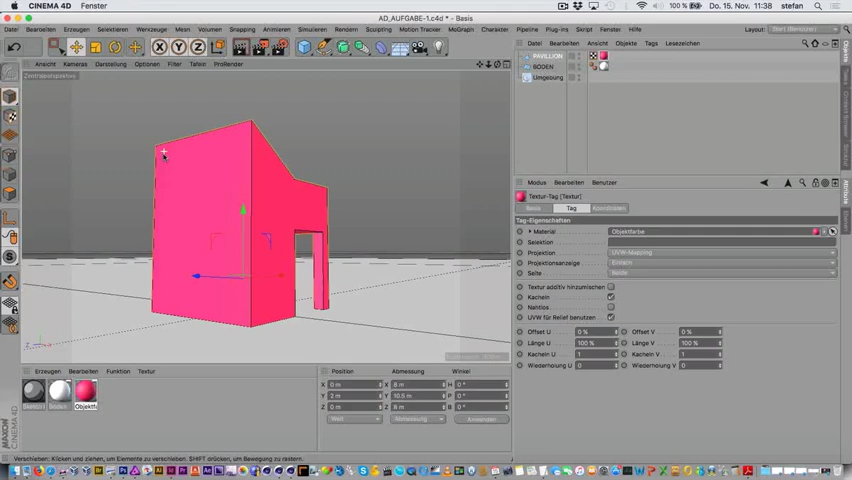 CINEMA 4D Fenster
100 % Do. 15. Nov. 11:38 stefan
AD_AUFGABE-1.c4d * - Basis
Datei Bearbeiten Erzeugen
Snapping Animieren Simulieren Rendern Sculpting Motion Tracker MoGraph Charakter Pipeline Plug-ins Skript Fenster Hilfe
Layout:
Ansicht Kameras Darstellung Optionen Filter Tafeln ProRender
Zentralperspektive
Datei Bearbeiten Ansicht Objekte Tags Lesezeichen
PAVILLION
BODEN
Umgebung
Modus Bearbeiten Benutzer
Textur-Tag [Textur]
Basis Tag Koordinaten
Tag-Eigenschaften
Material Objektfarbe
Selektion
Projektion UVW-Mapping
Projektionsanzeige Einfach
Seite Beide
Textur additiv hinzumischen
Kacheln
Nahtlos
UVW für Relief benutzen
Offset U 0 % Offset V 0 %
Länge U 100 % Länge V 100 %
Kacheln U 1 Kacheln V 1
Wiederholung U 0 Wiederholung V 0
Erzeugen Bearbeiten Funktion Textur
Boden Objektfa
Position Abmessung Winkel
X 0 m X 8 m H 0 °
Y 2 m Y 10.5 m P 0 °
Z 0 m Z 8 m B 0 °
Welt Abmessung Anwenden
MAXON
CINEMA 4D
Verschieben: Klicken und ziehen, um Elemente zu verschieben. SHIFT drücken, um Bewegung zu rastern.
Objekte
Attribute